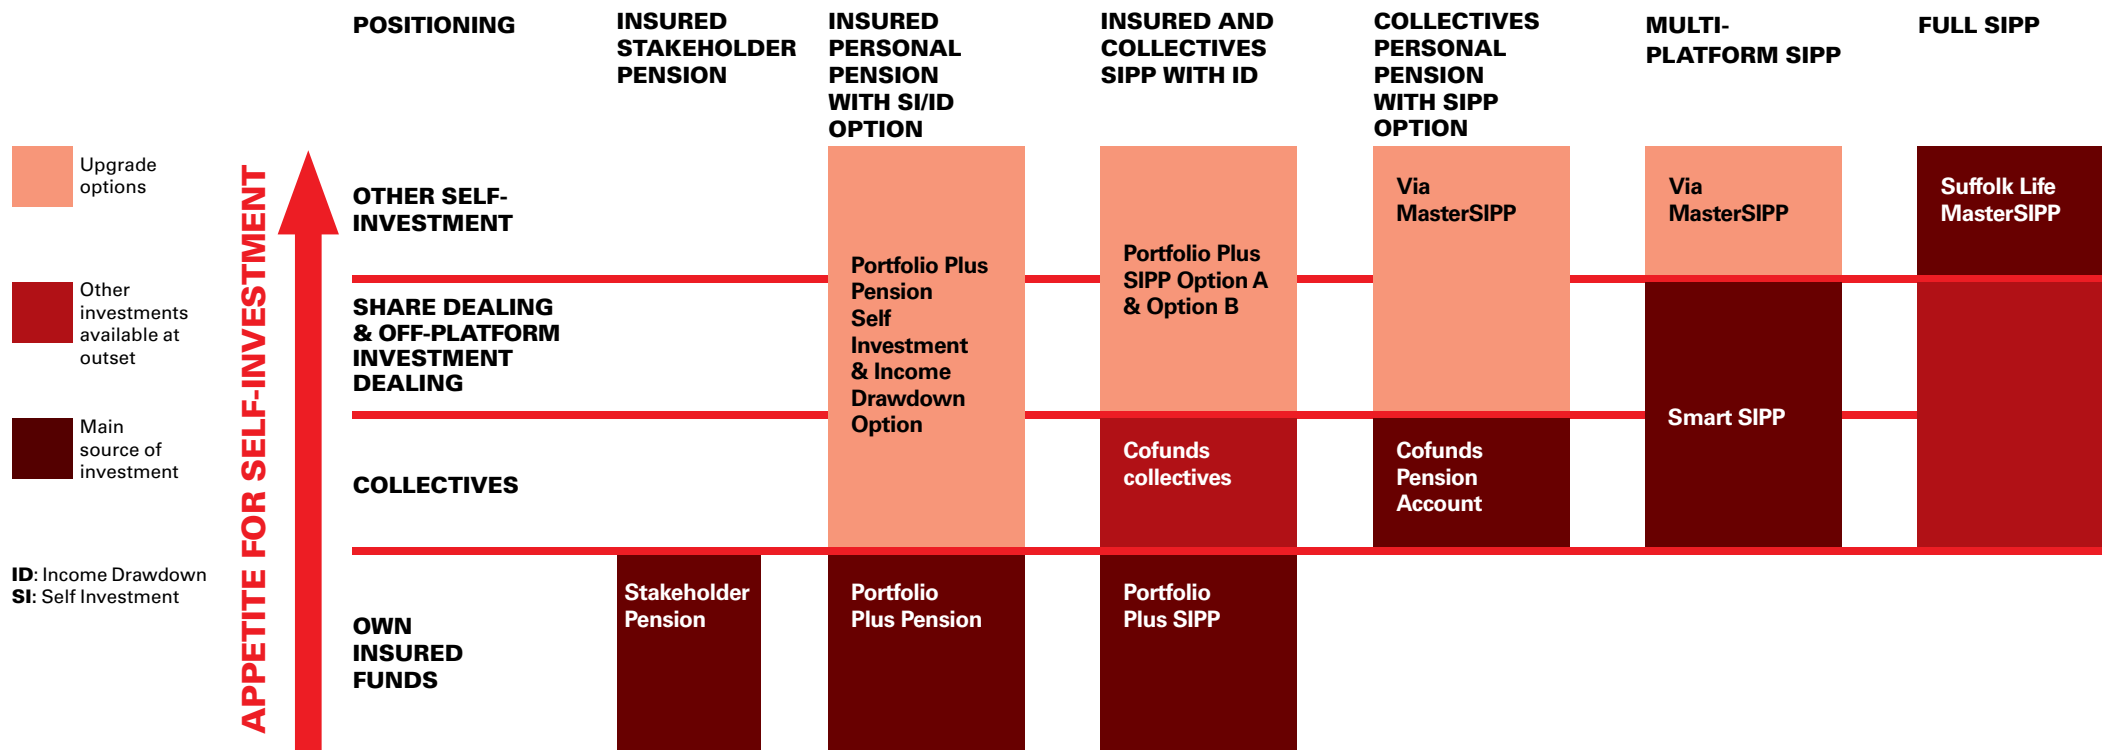 POSITIONING
INSURED
STAKEHOLDER
PENSION
INSURED
PERSONAL
PENSION
WITH SI/ID
OPTION
INSURED AND
COLLECTIVES
SIPP WITH ID
COLLECTIVES
PERSONAL
PENSION
WITH SIPP
OPTION
MULTI-
PLATFORM SIPP
FULL SIPP
Upgrade
options
Other
investments
available at
outset
Main
source of
investment
ID: Income Drawdown
SI: Self Investment
APPETITE FOR SELF-INVESTMENT
OTHER SELF-
INVESTMENT
SHARE DEALING
& OFF-PLATFORM
INVESTMENT
DEALING
COLLECTIVES
OWN
INSURED
FUNDS
Stakeholder
Pension
Portfolio Plus
Pension
Self
Investment
& Income
Drawdown
Option
Portfolio
Plus Pension
Portfolio Plus
SIPP Option A
& Option B
Cofunds
collectives
Portfolio
Plus SIPP
Via
MasterSIPP
Cofunds
Pension
Account
Via
MasterSIPP
Smart SIPP
Suffolk Life
MasterSIPP